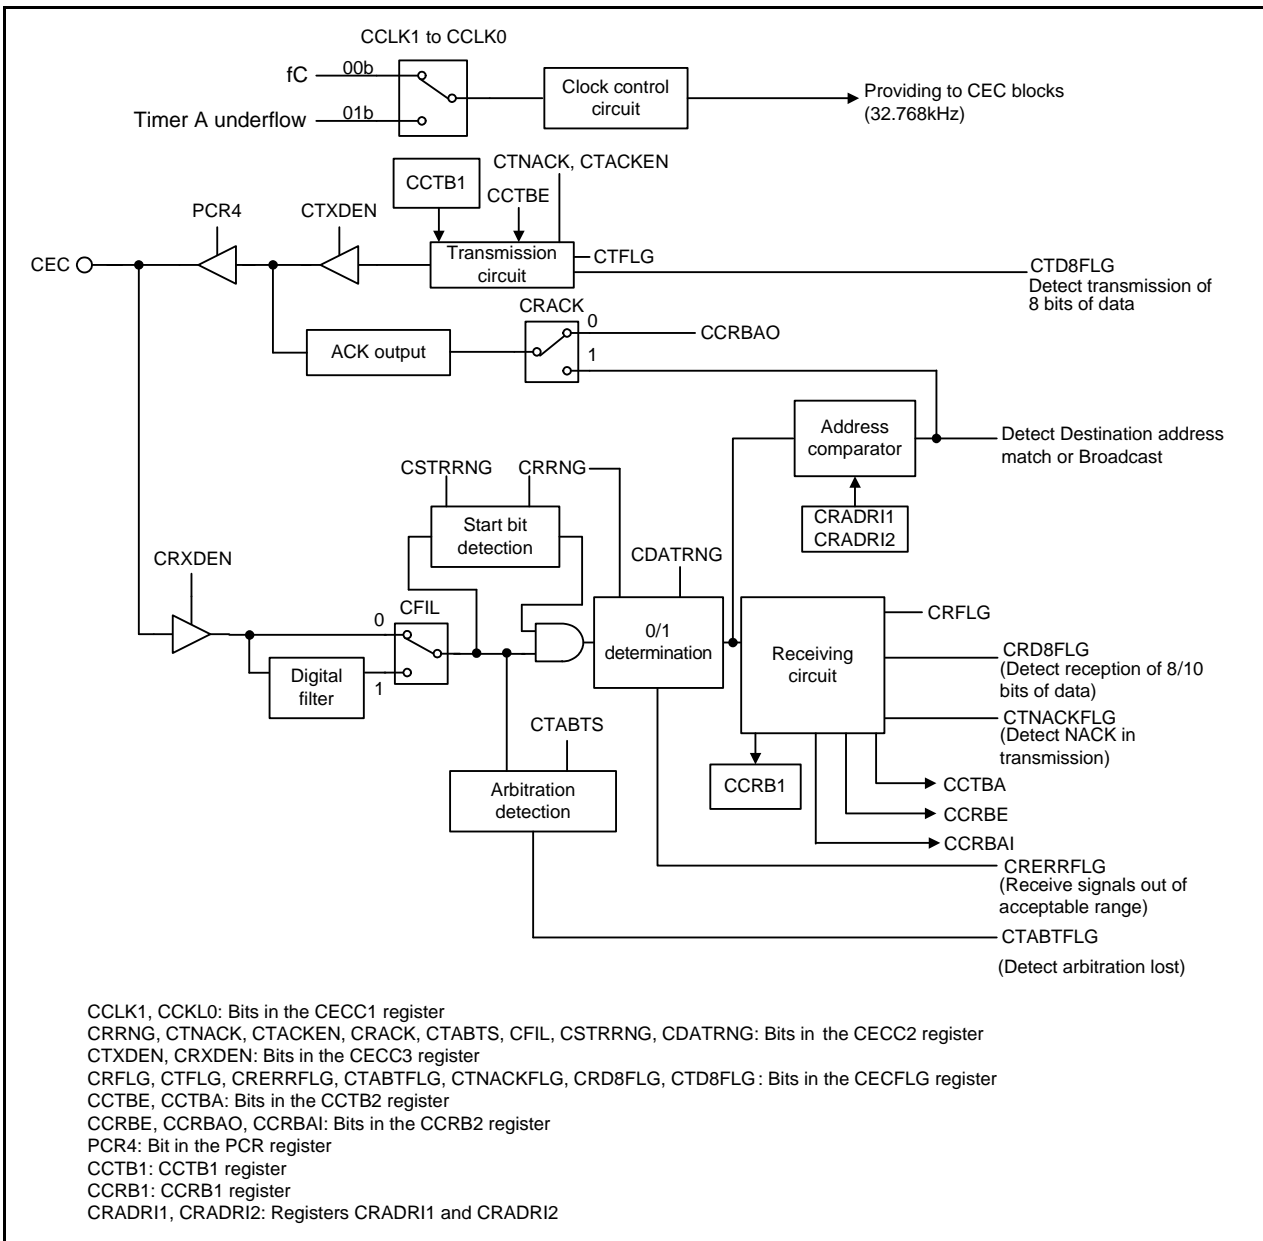 CCLK1 to CCLK0
fC
00b
Timer A underflow
01b
Clock control
circuit
Providing to CEC blocks
(32.768kHz)
CTNACK, CTACKEN
CCTB1
CCTBE
PCR4
CTXDEN
CEC
Transmission
circuit
CTFLG
CTD8FLG
Detect transmission of
8 bits of data
CRACK
0
CCRBAO
ACK output
1
Address
comparator
Detect Destination address
match or Broadcast
CRADRI1
CRADRI2
CSTRRNG
CRRNG
Start bit
detection
CDATRNG
CRXDEN
CFIL
0
1
Digital
filter
0/1
determination
Receiving
circuit
CRFLG
CRD8FLG
(Detect reception of 8/10
bits of data)
CTNACKFLG
(Detect NACK in
transmission)
CTABTS
Arbitration
detection
CCRB1
CCTBA
CCRBE
CCRBAI
CRERRFLG
(Receive signals out of
acceptable range)
CTABTFLG
(Detect arbitration lost)
CCLK1, CCKL0: Bits in the CECC1 register
CRRNG, CTNACK, CTACKEN, CRACK, CTABTS, CFIL, CSTRRNG, CDATRNG: Bits in the CECC2 register
CTXDEN, CRXDEN: Bits in the CECC3 register
CRFLG, CTFLG, CRERRFLG, CTABTFLG, CTNACKFLG, CRD8FLG, CTD8FLG: Bits in the CECFLG register
CCTBE, CCTBA: Bits in the CCTB2 register
CCRBE, CCRBAO, CCRBAI: Bits in the CCRB2 register
PCR4: Bit in the PCR register
CCTB1: CCTB1 register
CCRB1: CCRB1 register
CRADRI1, CRADRI2: Registers CRADRI1 and CRADRI2